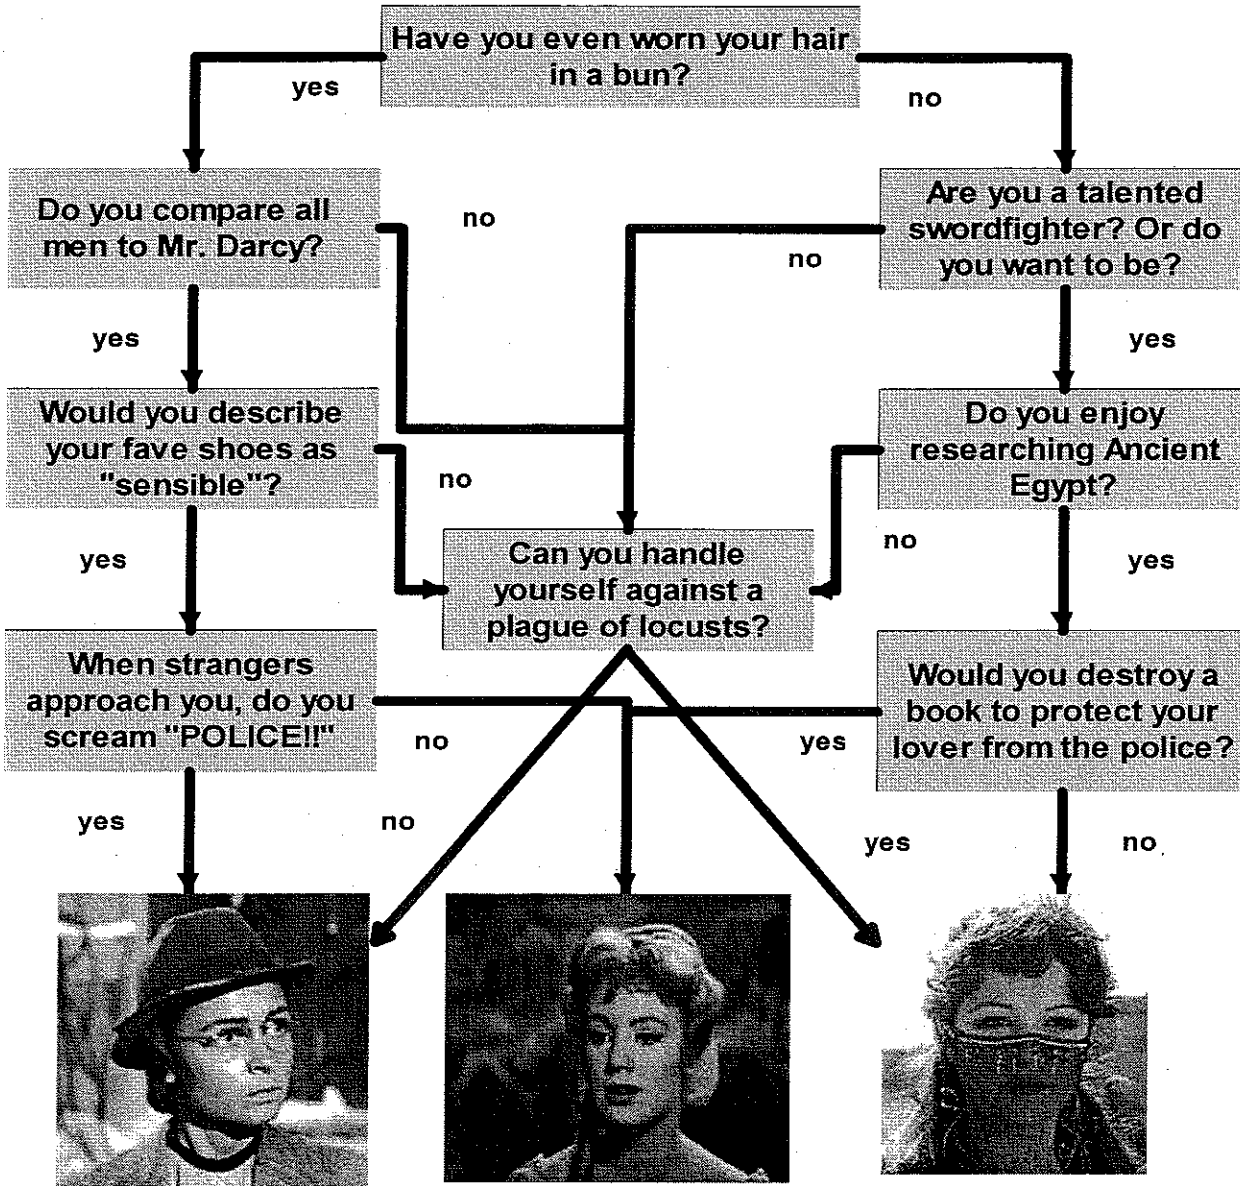 Have you even worn your hair
in a bun?
yes
no
Do you compare all
men to Mr. Darcy?
no
Are you a talented
swordfighter? Or do
you want to be?
no
yes
yes
Would you describe
your fave shoes as
"sensible"?
no
Do you enjoy
researching Ancient
Egypt?
no
yes
yes
Can you handle
yourself against a
plague of locusts?
When strangers
approach you, do you
scream "POLICE!!"
no
Would you destroy a
book to protect your
lover from the police?
yes
yes
no
yes
no